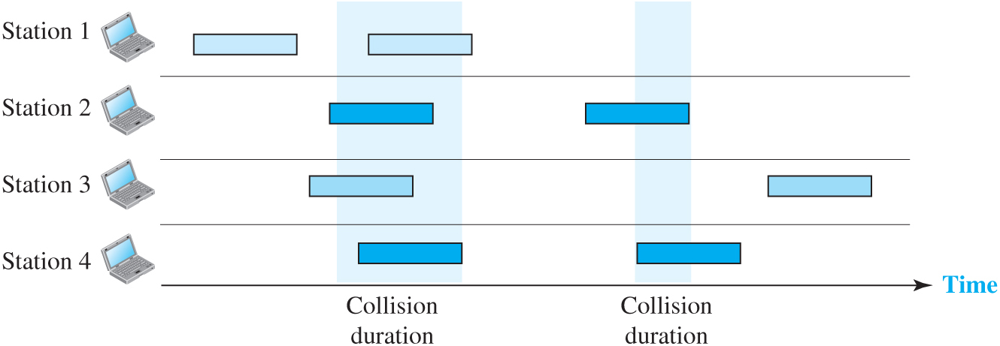 Station 1
Station 2
Station 3
Station 4
Time
Collision
duration
Collision
duration